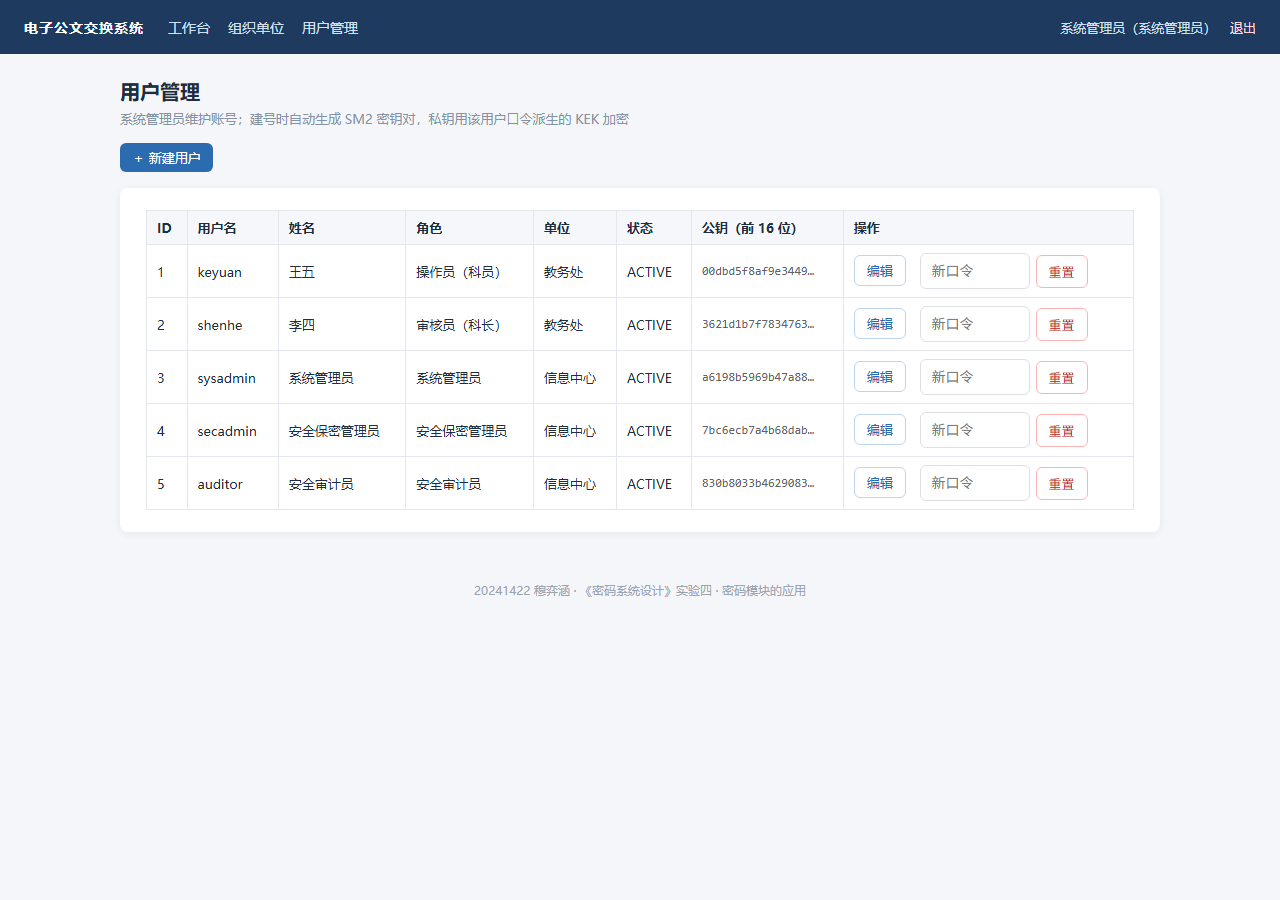 电子公文交换系统 工作台 组织单位 用户管理 系统管理员（系统管理员） 退出
用户管理
系统管理员维护账号；建号时自动生成 SM2 密钥对，私钥用该用户口令派生的 KEK 加密
+ 新建用户
ID 用户名 姓名 角色 单位 状态 公钥（前 16 位） 操作
1 keyuan 王五 操作员（科员） 教务处 ACTIVE 00dbd5f8af9e3449… 编辑 新口令 重置
2 shenhe 李四 审核员（科长） 教务处 ACTIVE 3621d1b7f7834763… 编辑 新口令 重置
3 sysadmin 系统管理员 系统管理员 信息中心 ACTIVE a6198b5969b47a88… 编辑 新口令 重置
4 secadmin 安全保密管理员 安全保密管理员 信息中心 ACTIVE 7bc6ecb7a4b68dab… 编辑 新口令 重置
5 auditor 安全审计员 安全审计员 信息中心 ACTIVE 830b8033b4629083… 编辑 新口令 重置
20241422 穆弈涵 · 《密码系统设计》实验四 · 密码模块的应用